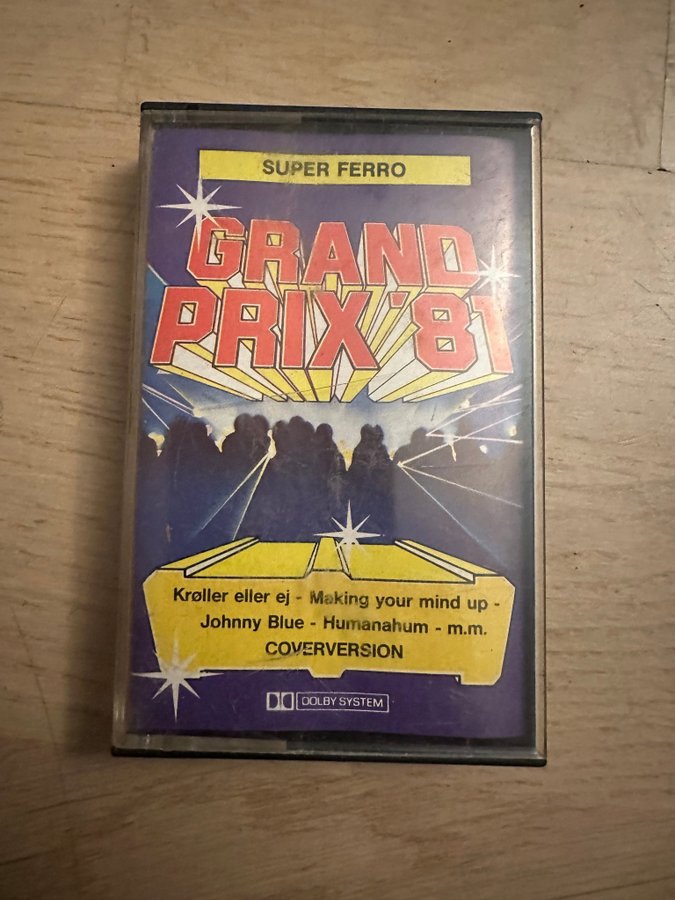 SUPER FERRO
GRAND
PRIX '81
Krøller eller ej - Making your mind up -
Johnny Blue - Humanahum - m.m.
COVERVERSION
DOLBY SYSTEM